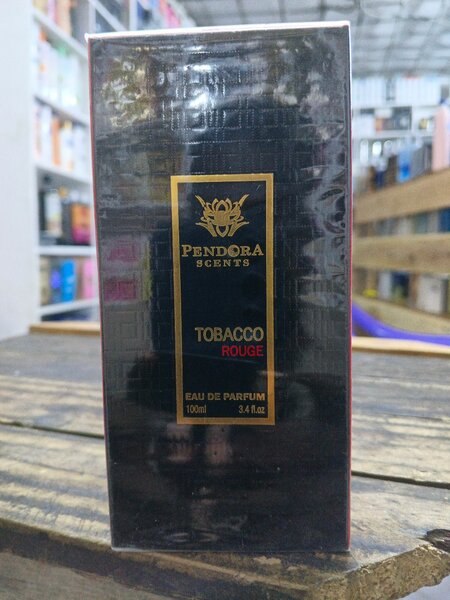 PENDORA
SCENTS
TOBACCO
ROUGE
EAU DE PARFUM
100ml 3.4 fl.oz